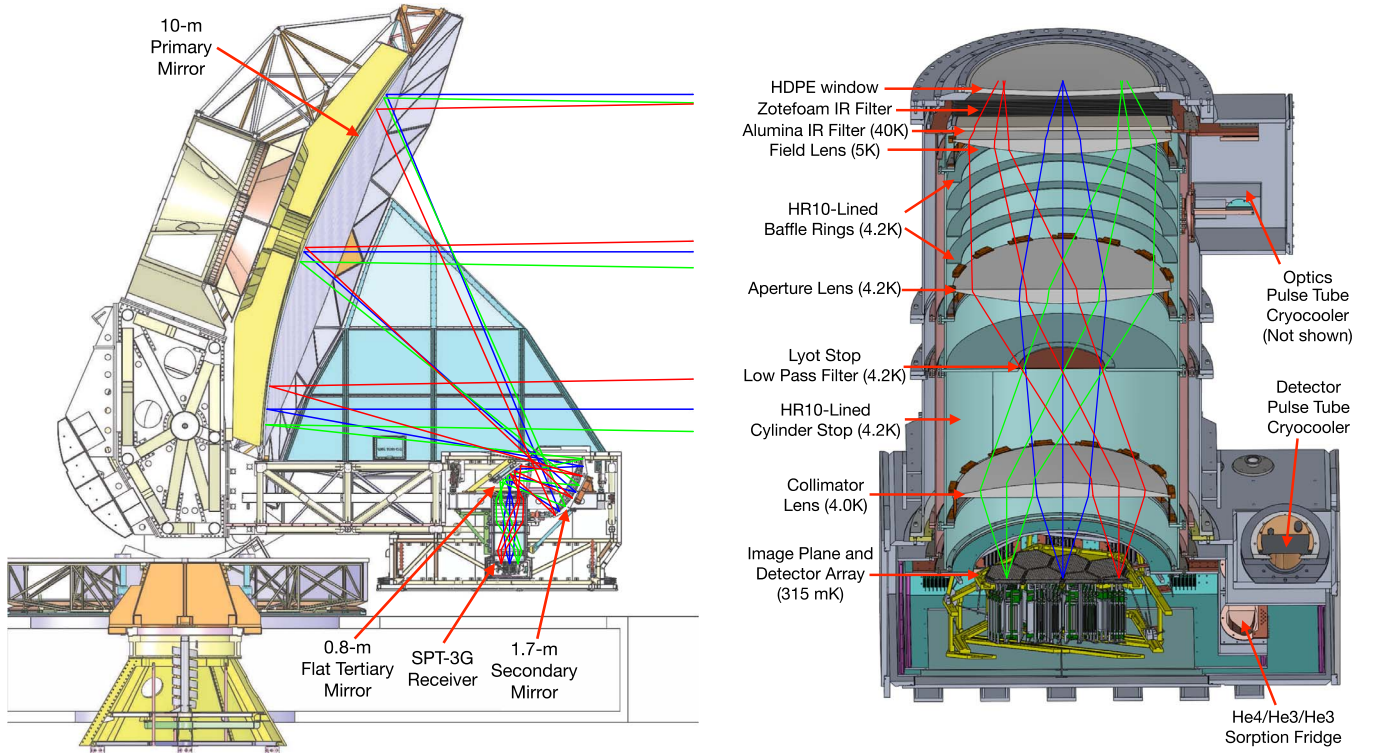 10-m
Primary
Mirror
0.8-m
Flat Tertiary
Mirror
SPT-3G
Receiver
1.7-m
Secondary
Mirror
HDPE window
Zotefoam IR Filter
Alumina IR Filter (40K)
Field Lens (5K)
HR10-Lined
Baffle Rings (4.2K)
Aperture Lens (4.2K)
Lyot Stop
Low Pass Filter (4.2K)
HR10-Lined
Cylinder Stop (4.2K)
Collimator
Lens (4.0K)
Image Plane and
Detector Array
(315 mK)
Optics
Pulse Tube
Cryocooler
(Not shown)
Detector
Pulse Tube
Cryocooler
He4/He3/He3
Sorption Fridge